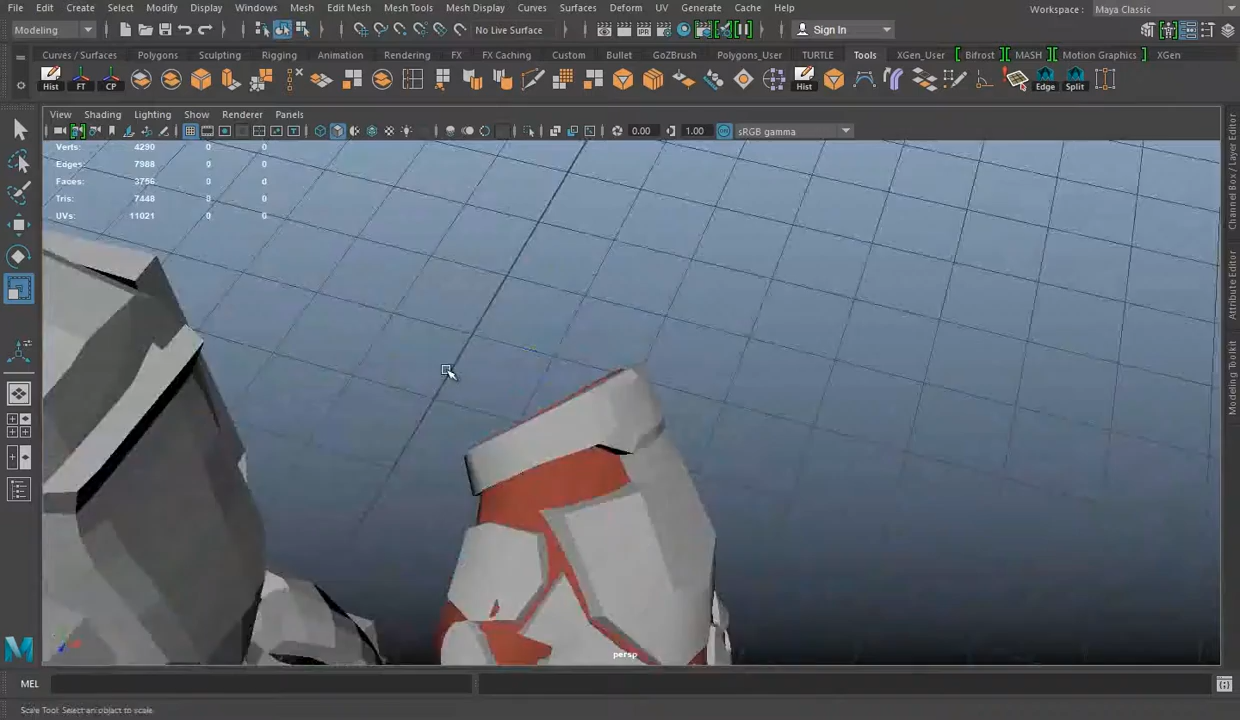 File Edit Create Select Modify Display Windows Mesh Edit Mesh Mesh Tools Mesh Display Curves Surfaces Deform UV Generate Cache Help Workspace : Maya Classic
Modeling No Live Surface Sign In
Curves / Surfaces Polygons Sculpting Rigging Animation Rendering FX FX Caching Custom Bullet GoZBrush Polygons_User TURTLE Tools XGen_User Bifrost MASH Motion Graphics XGen
Hist FT CP Hist Edge Split
View Shading Lighting Show Renderer Panels
0.00 1.00 sRGB gamma
Verts: 4290 0 0
Edges: 7988 0 0
Faces: 3756 0 0
Tris: 7448 0 0
UVs: 11021 0 0
Channel Box / Layer Editor
Attribute Editor
Modeling Toolkit
persp
MEL
Scale Tool: Select an object to scale.